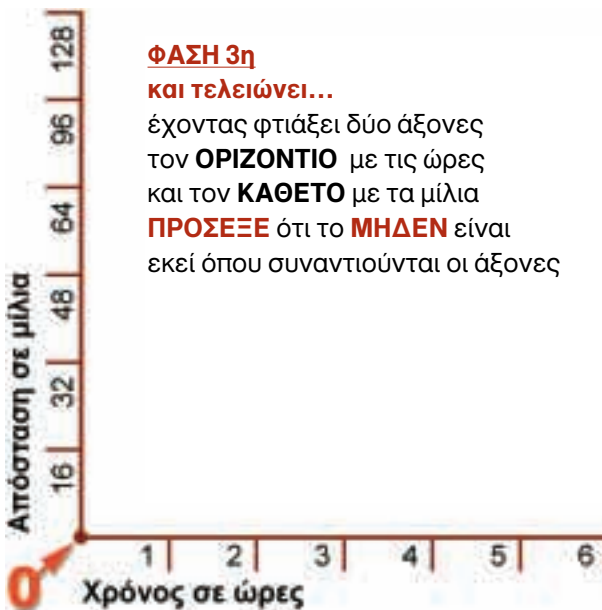 ΦΑΣΗ 3η
και τελειώνει...
έχοντας φτιάξει δύο άξονες
τον ΟΡΙΖΟΝΤΙΟ με τις ώρες
και τον ΚΑΘΕΤΟ με τα μίλια
ΠΡΟΣΕΞΕ ότι το ΜΗΔΕΝ είναι
εκεί όπου συναντιούνται οι άξονες
Απόσταση σε μίλια
128
96
64
48
32
16
0
1 2 3 4 5 6
Χρόνος σε ώρες